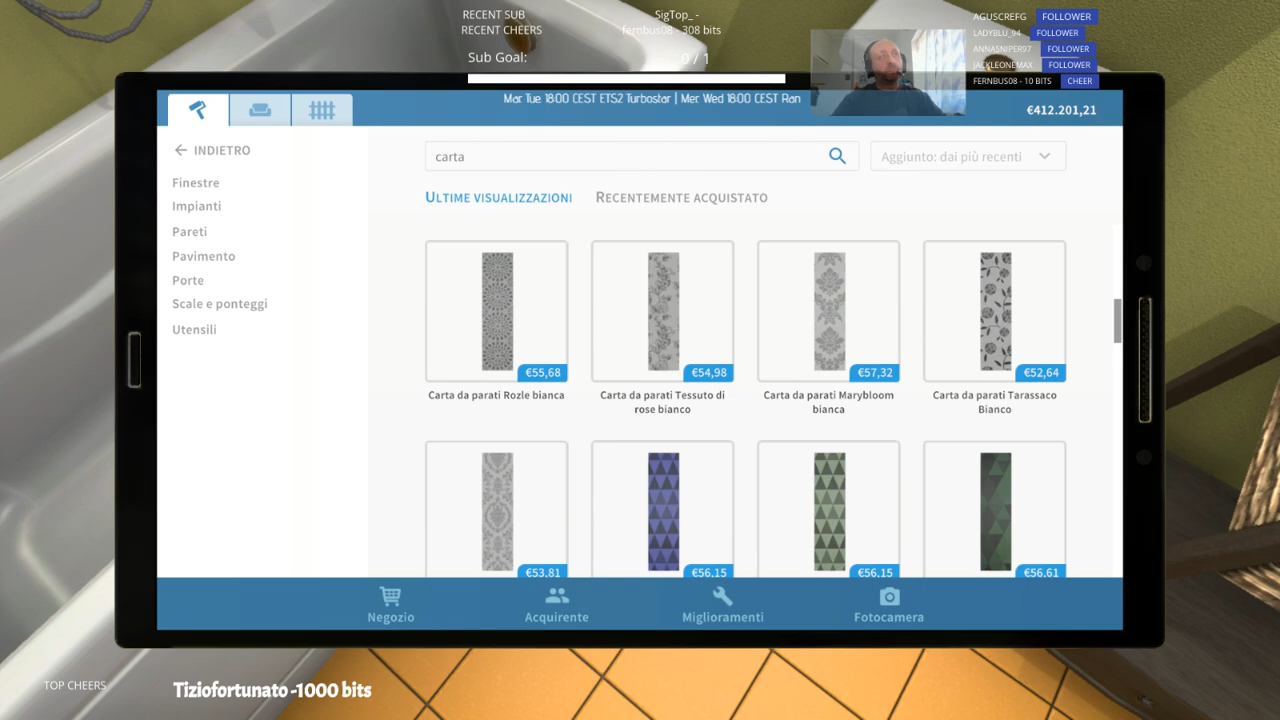 RECENT SUB
SigTop_ -
RECENT CHEERS
fernbus08 - 308 bits
Sub Goal:
0 / 1
AGUSCREFG FOLLOWER
LADYBLU_94 FOLLOWER
ANNASNIPER97 FOLLOWER
JACKLEONEMAX FOLLOWER
FERNBUS08 - 10 BITS CHEER
Mar Tue 18:00 CEST ETS2 Turbostar | Mer Wed 18:00 CEST Ran
€412.201,21
INDIETRO
Finestre
Impianti
Pareti
Pavimento
Porte
Scale e ponteggi
Utensili
carta
Aggiunto: dai più recenti
ULTIME VISUALIZZAZIONI
RECENTEMENTE ACQUISTATO
€55,68
€54,98
€57,32
€52,64
Carta da parati Rozle bianca
Carta da parati Tessuto di
rose bianco
Carta da parati Marybloom
bianca
Carta da parati Tarassaco
Bianco
€53,81
€56,15
€56,15
€56,61
Negozio
Acquirente
Miglioramenti
Fotocamera
TOP CHEERS
Tiziofortunato -1000 bits